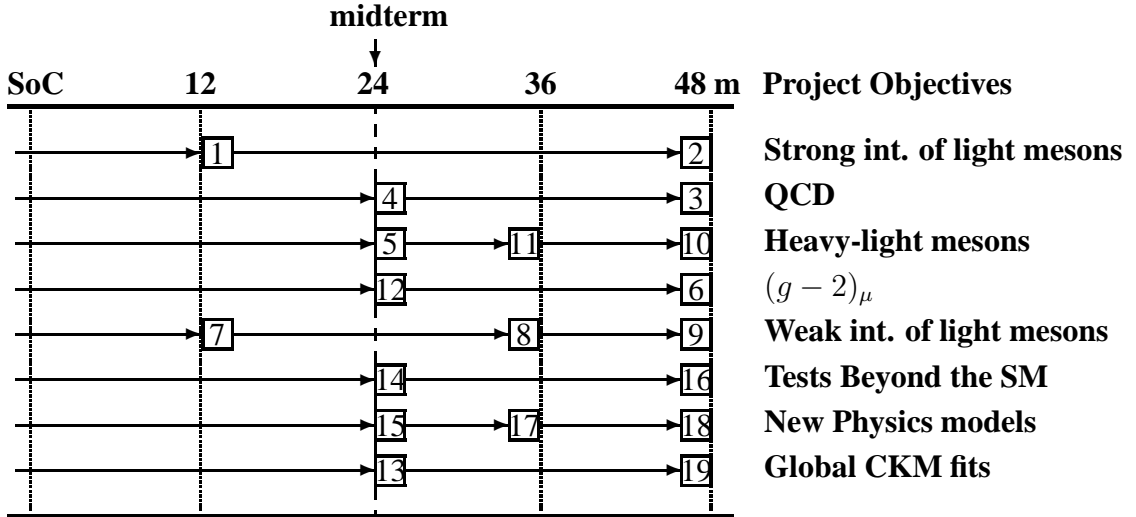 midterm
SoC 12 24 36 48 m Project Objectives
1 2 Strong int. of light mesons
4 3 QCD
5 11 10 Heavy-light mesons
12 6 (g − 2)μ
7 8 9 Weak int. of light mesons
14 16 Tests Beyond the SM
15 17 18 New Physics models
13 19 Global CKM fits